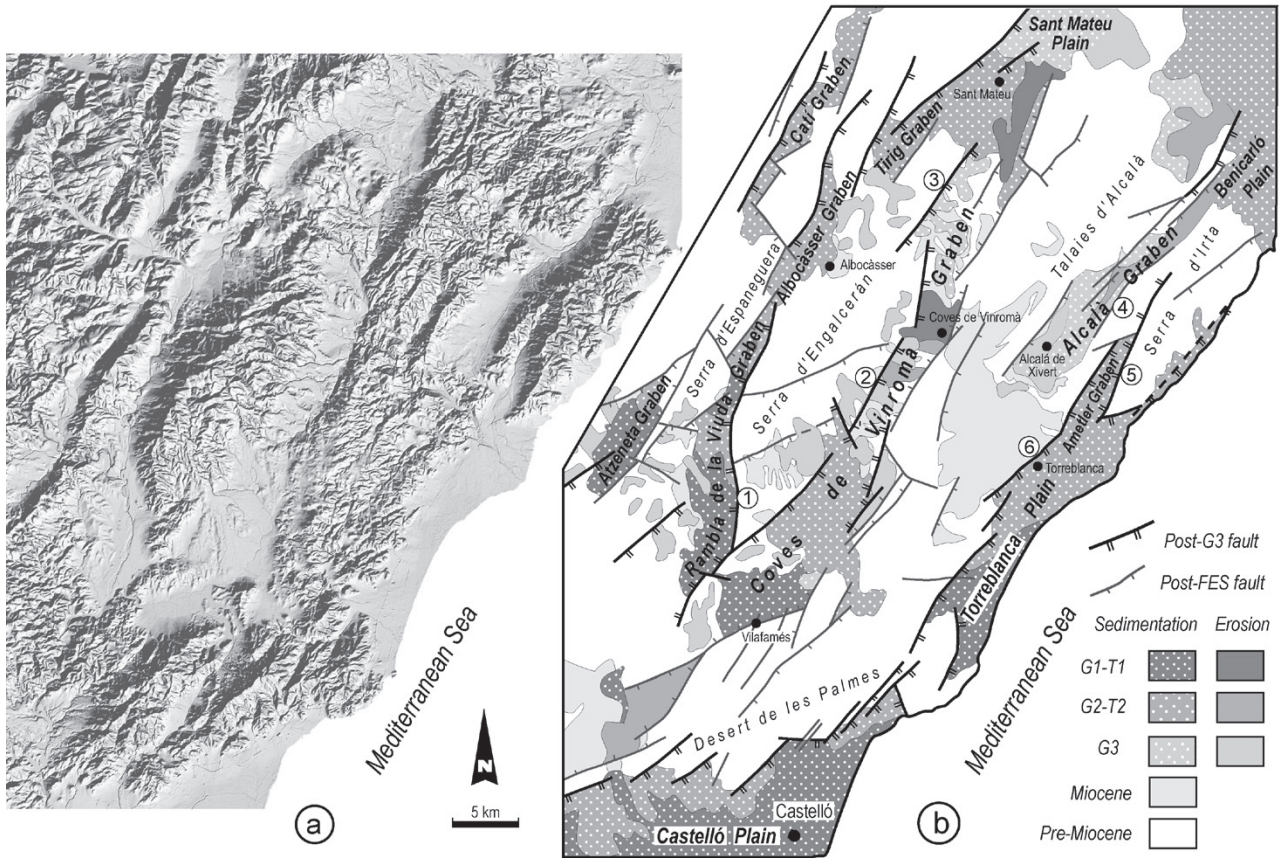 Mediterranean Sea
N
5 km
a
Sant Mateu
Plain
Sant Mateu
Catí Graben
Tirig Graben
3
Benicarló
Plain
Albocàsser Graben
Albocàsser
Talaies d'Alcalà
Serra d'Irta
Alcalà Graben
4
Serra d'Espaneguera
Serra d'Engalceràn
Coves de Vinromà
Alcalá de
Xivert
5
Atzeneta Graben
Rambla de la Viuda Graben
1
2
Coves de Vinromà Graben
Ametler Graben"
6
Torreblanca
Torreblanca Plain
Vilafamés
Desert de les Palmes
Mediterranean Sea
Castelló
Castelló Plain
b
Post-G3 fault
Post-FES fault
Sedimentation Erosion
G1-T1
G2-T2
G3
Miocene
Pre-Miocene